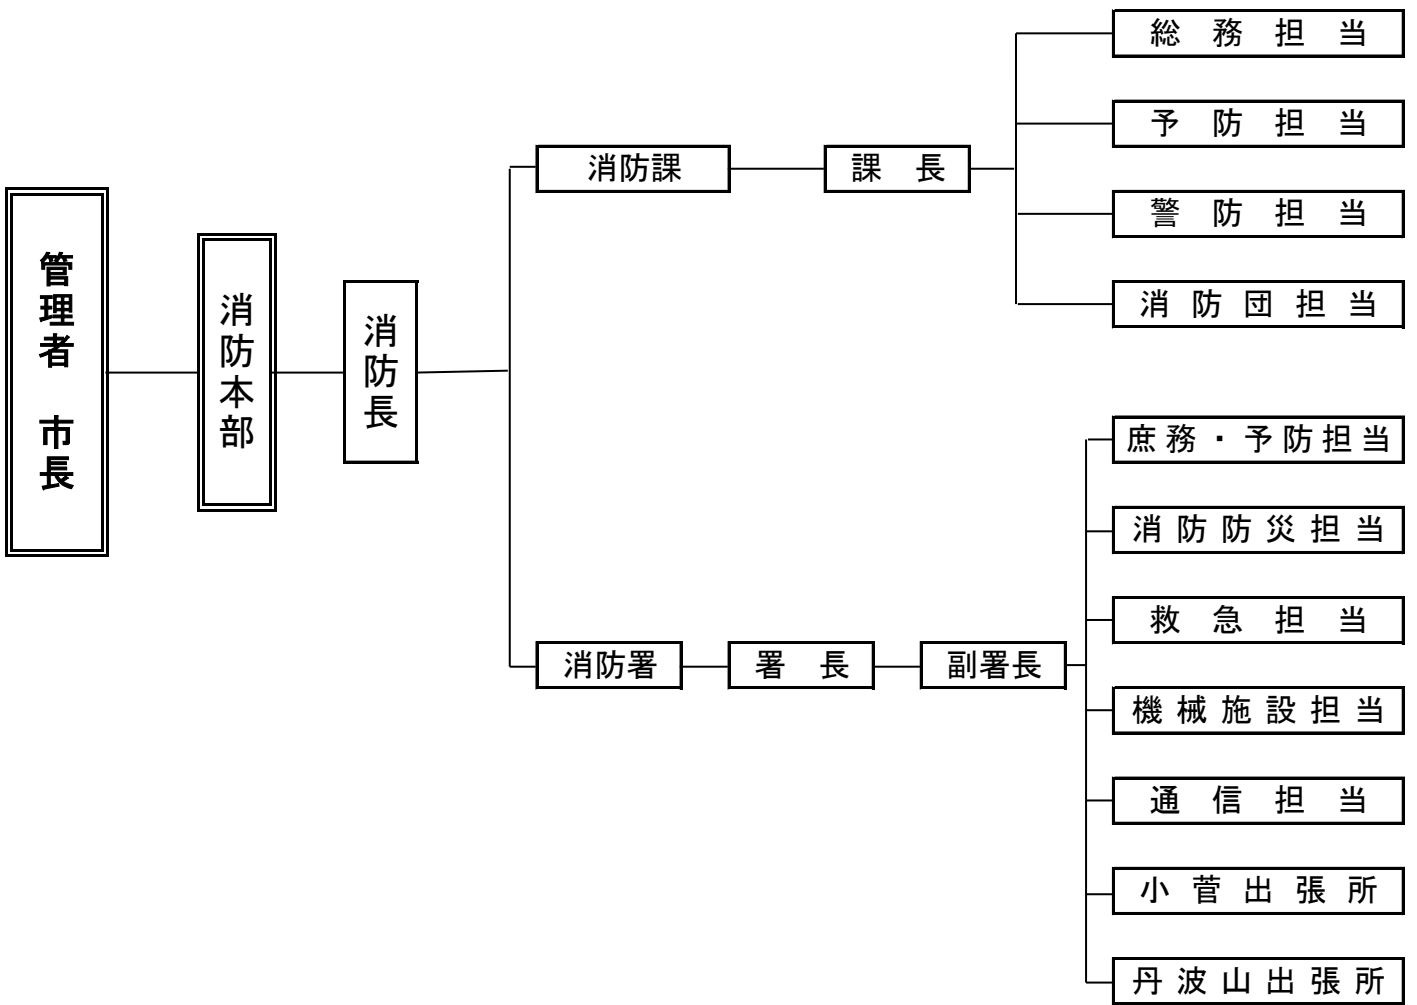 管理者　市長
消防本部
消防長
消防課
課　長
総　務　担　当
予　防　担　当
警　防　担　当
消 防 団 担 当
消防署
署　長
副署長
庶務・予防担当
消防防災担当
救　急　担　当
機械施設担当
通　信　担　当
小 菅 出 張 所
丹波山出張所